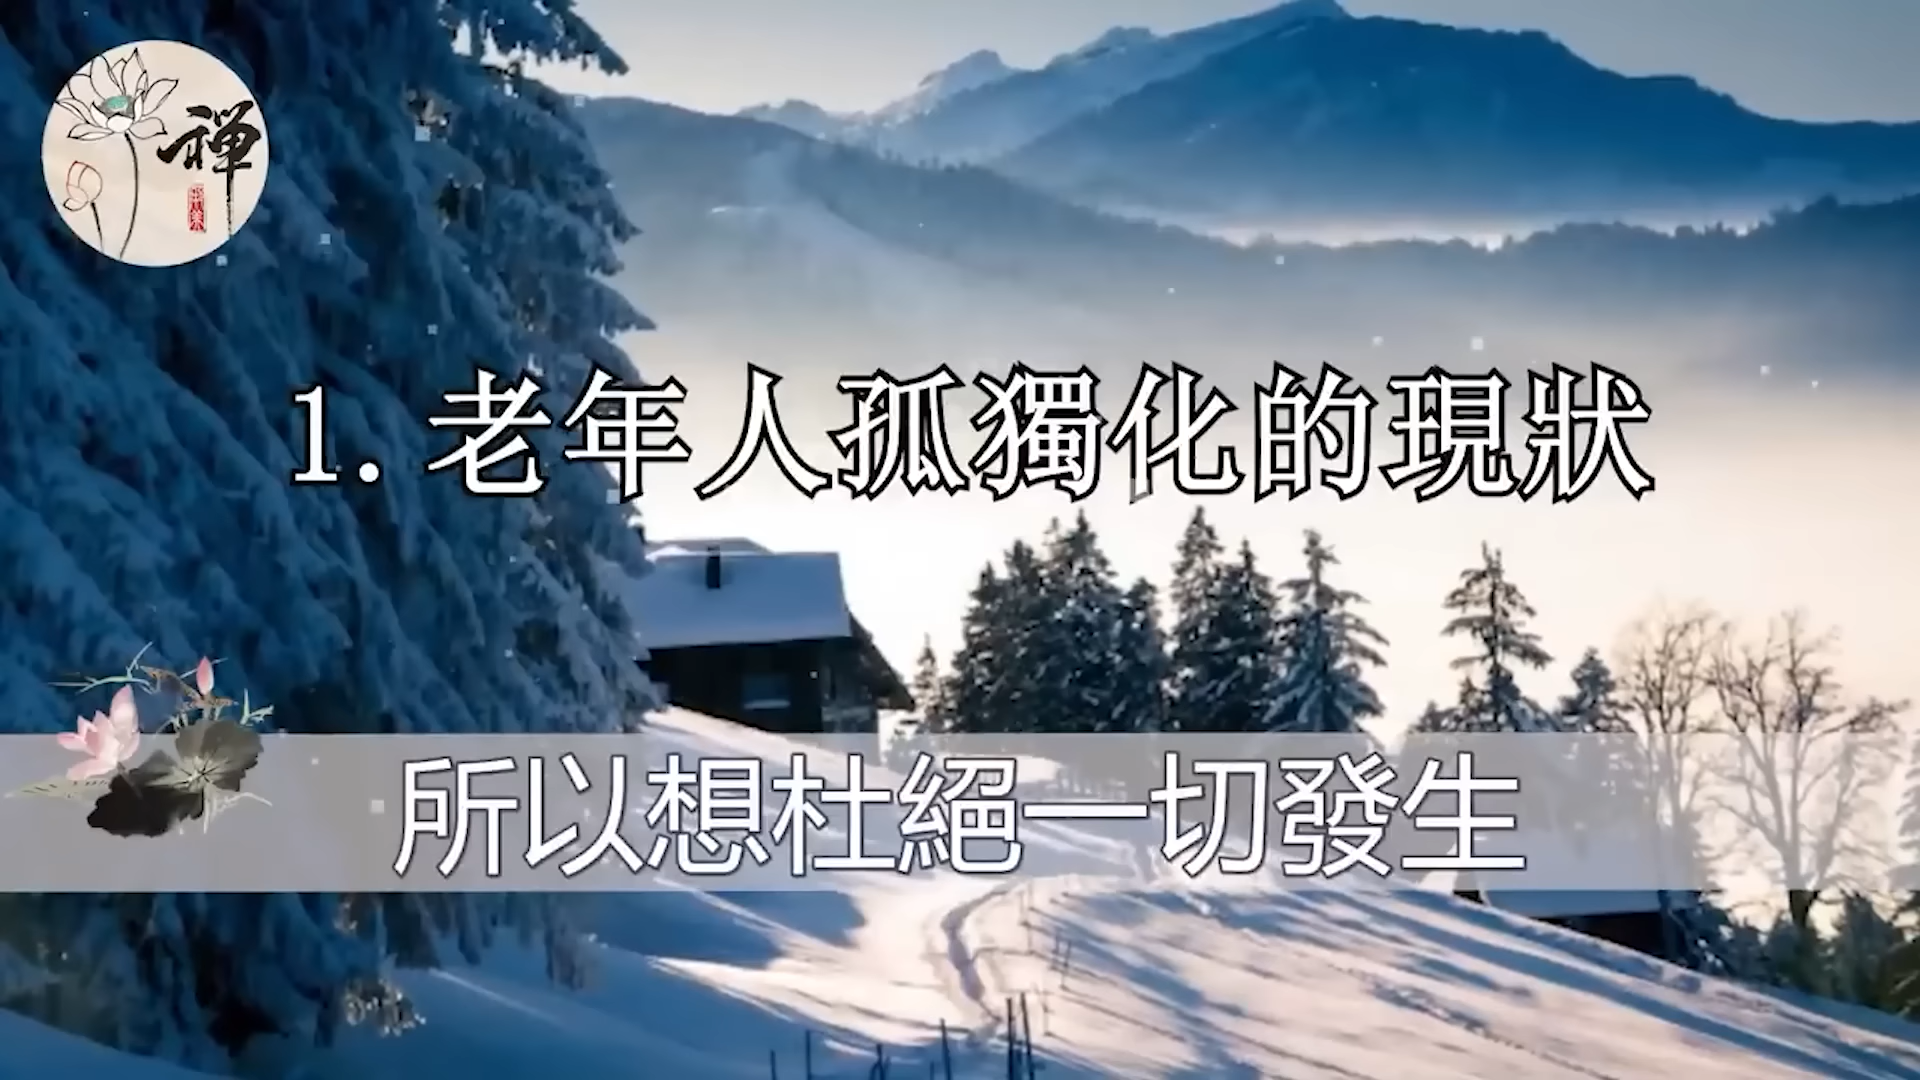 禅
1.老年人孤獨化的現狀
所以想杜絕一切發生